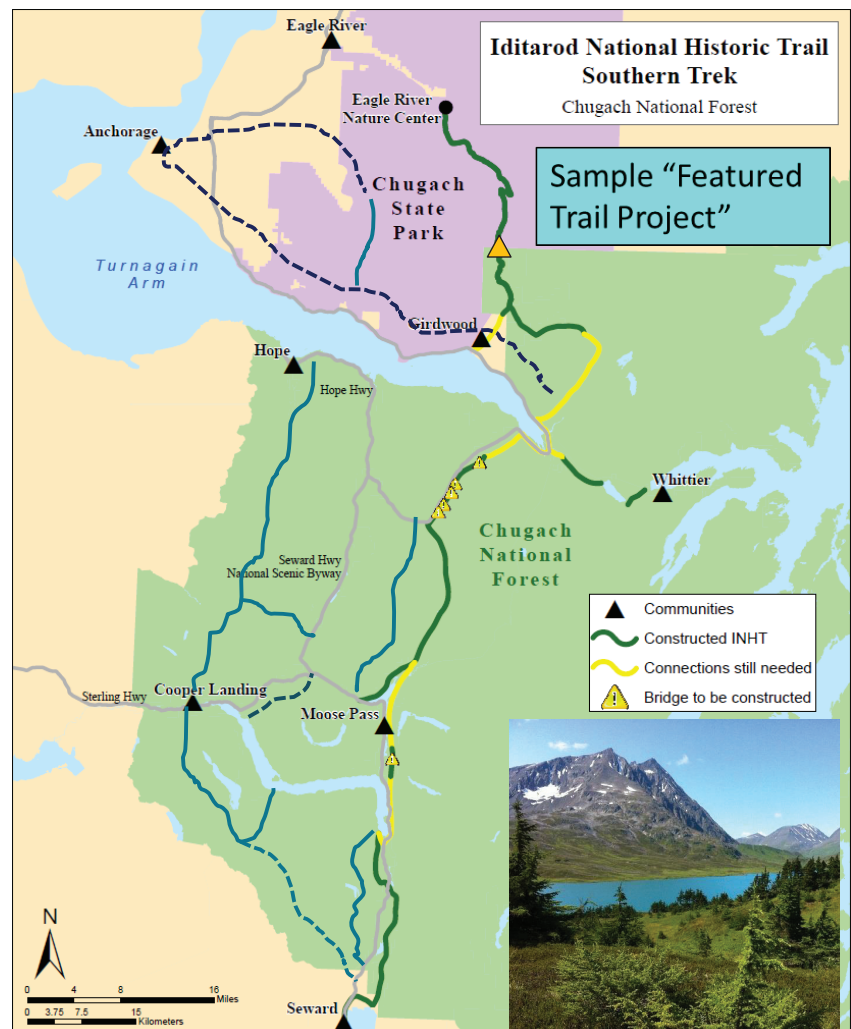 Eagle River
Iditarod National Historic Trail
Southern Trek
Chugach National Forest
Eagle River
Nature Center
Anchorage
Sample “Featured
Trail Project”
Chugach
State
Park
Turnagain
Arm
Girdwood
Hope
Hope Hwy
Whittier
Chugach
National
Forest
Seward Hwy
National Scenic Byway
Communities
Constructed INHT
Connections still needed
Bridge to be constructed
Sterling Hwy
Cooper Landing
Moose Pass
N
0 4 8 16
Miles
0 3.75 7.5 15
Kilometers
Seward